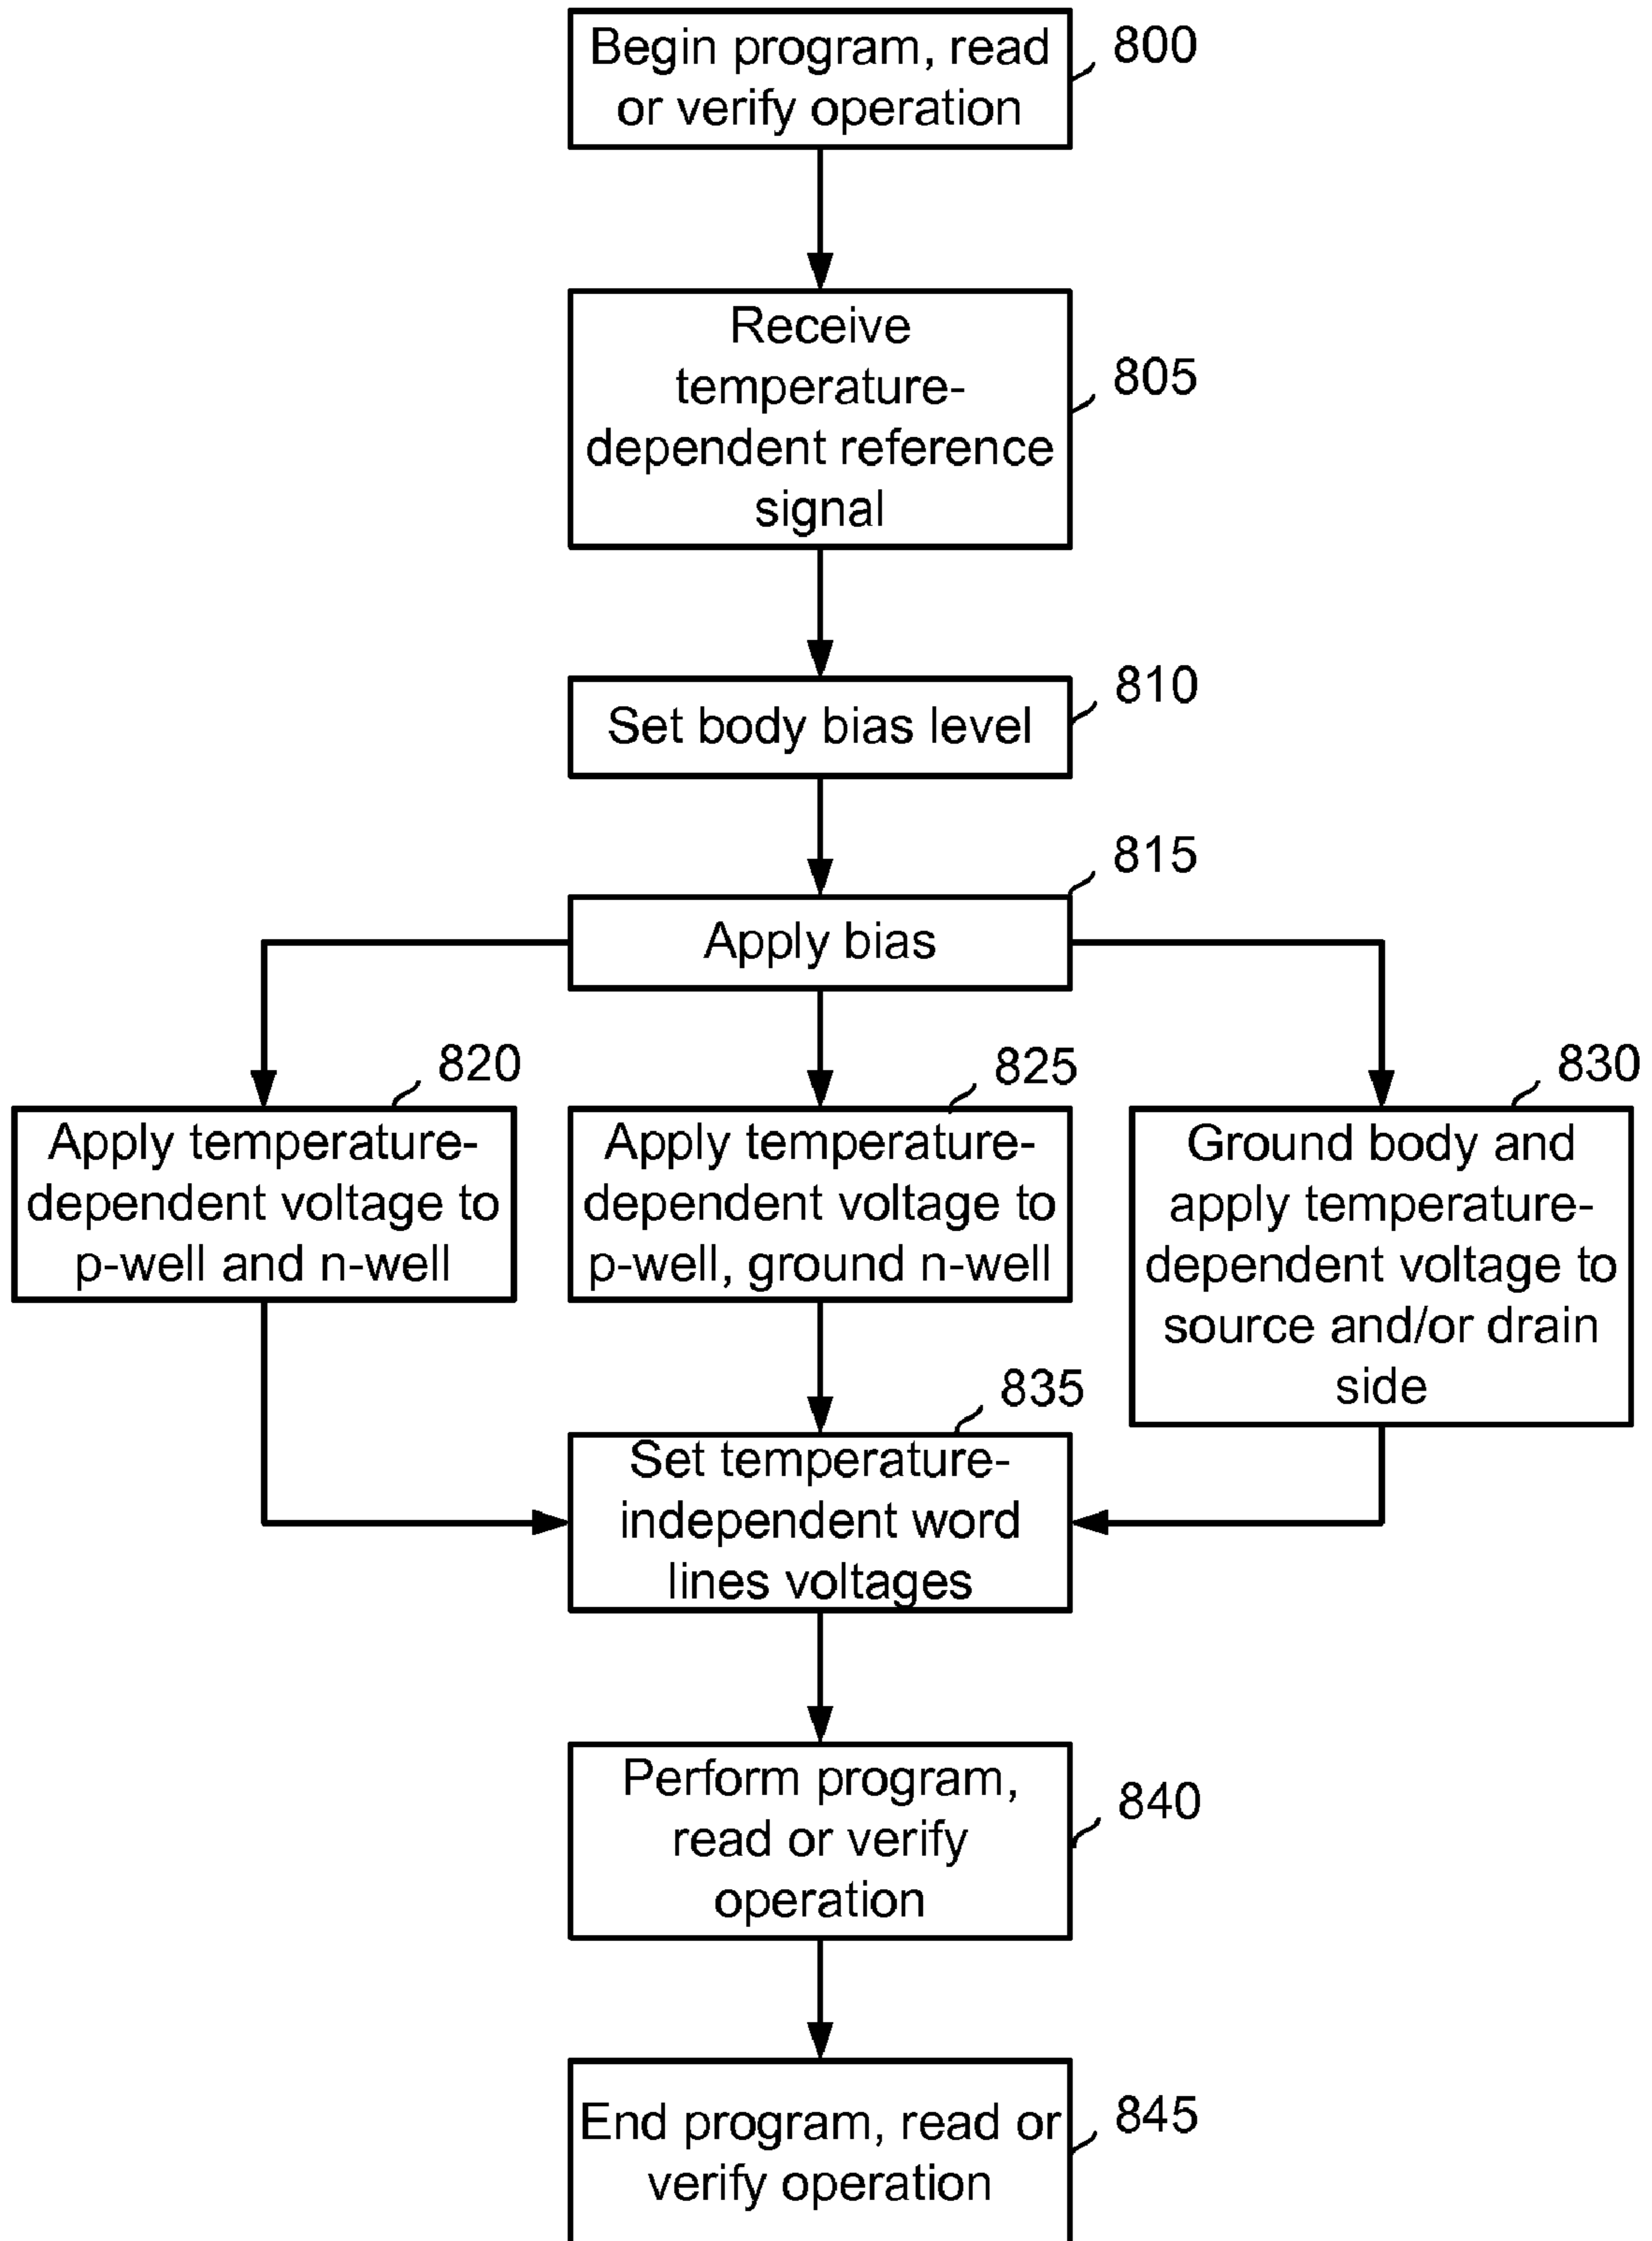 Begin program, read
or verify operation
800
Receive
temperature-
dependent reference
signal
805
Set body bias level
810
Apply bias
815
Apply temperature-
dependent voltage to
p-well and n-well
820
Apply temperature-
dependent voltage to
p-well, ground n-well
825
Ground body and
apply temperature-
dependent voltage to
source and/or drain
side
830
Set temperature-
independent word
lines voltages
835
Perform program,
read or verify
operation
840
End program, read or
verify operation
845